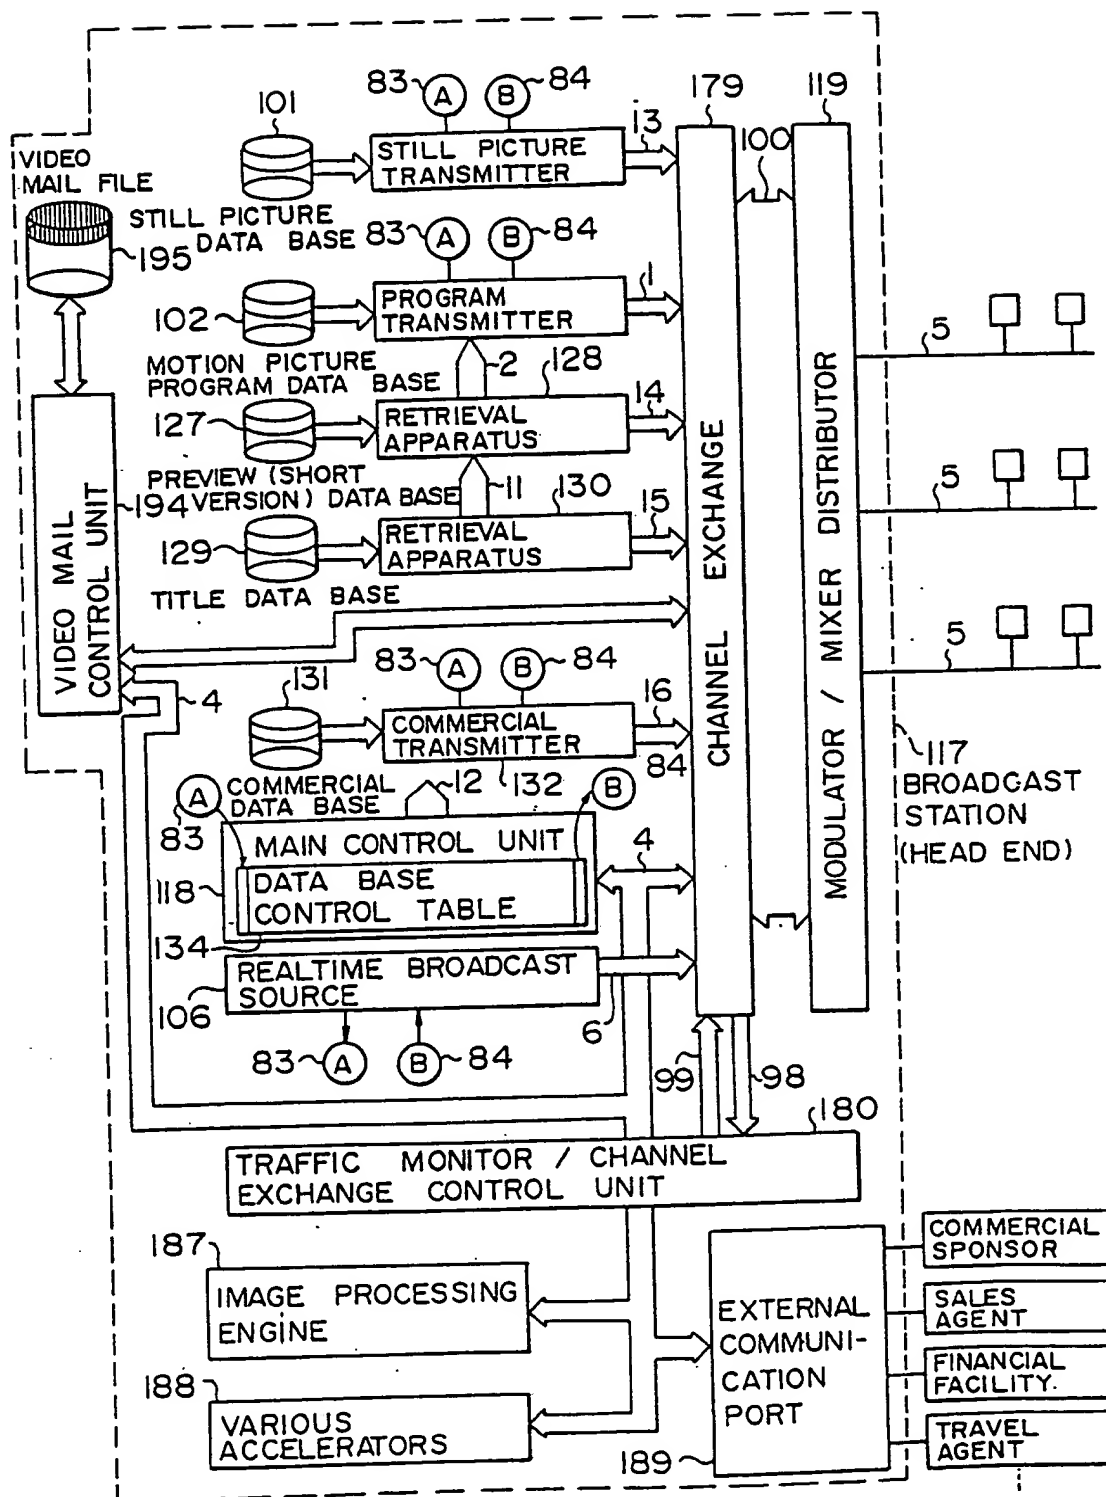 83 A B 84
179
119
101
13
100
STILL PICTURE
TRANSMITTER
VIDEO
MAIL FILE
STILL PICTURE
DATA BASE
195
83 A B 84
102
PROGRAM
TRANSMITTER
1
5
MOTION PICTURE
PROGRAM DATA BASE
2
128
127
RETRIEVAL
APPARATUS
14
PREVIEW (SHORT
VERSION) DATA BASE
194
11
130
129
RETRIEVAL
APPARATUS
15
5
TITLE DATA BASE
VIDEO MAIL
CONTROL UNIT
CHANNEL EXCHANGE
MODULATOR / MIXER DISTRIBUTOR
5
83 A B 84
4
131
COMMERCIAL
TRANSMITTER
16
132
84
117
BROADCAST
STATION
(HEAD END)
COMMERCIAL
DATA BASE
12
A
83
B
MAIN CONTROL UNIT
4
118
DATA BASE
CONTROL TABLE
134
REALTIME BROADCAST
SOURCE
106
6
83 A B 84
99
98
180
TRAFFIC MONITOR / CHANNEL
EXCHANGE CONTROL UNIT
187
IMAGE PROCESSING
ENGINE
188
VARIOUS
ACCELERATORS
EXTERNAL
COMMUNI-
CATION
PORT
189
COMMERCIAL
SPONSOR
SALES
AGENT
FINANCIAL
FACILITY.
TRAVEL
AGENT